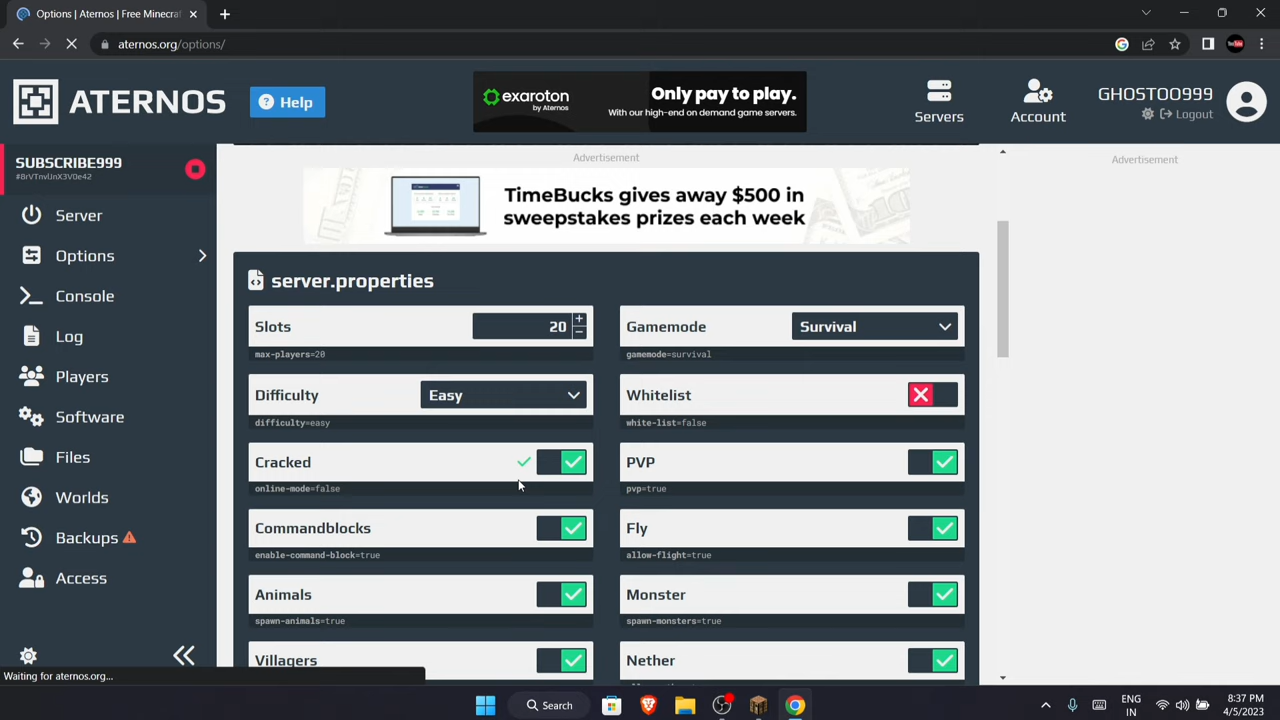 Options | Aternos | Free Minecraf
aternos.org/options/
YouTube
ATERNOS
? Help
exaroton
by Aternos
Only pay to play.
With our high-end on demand game servers.
Servers
Account
GHOSTOO999
Logout
SUBSCRIBE999
Server
Options
Console
Log
Players
Software
Files
Worlds
Backups
Access
Advertisement
TimeBucks gives away $500 in
sweepstakes prizes each week
Advertisement
server.properties
Slots 20
max-players=20
Gamemode Survival
gamemode=survival
Difficulty Easy
difficulty=easy
Whitelist
white-list=false
Cracked
online-mode=false
PVP
pvp=true
Commandblocks
enable-command-block=true
Fly
allow-flight=true
Animals
spawn-animals=true
Monster
spawn-monsters=true
Villagers
Nether
Waiting for aternos.org...
Search
ENG
IN
8:37 PM
4/5/2023